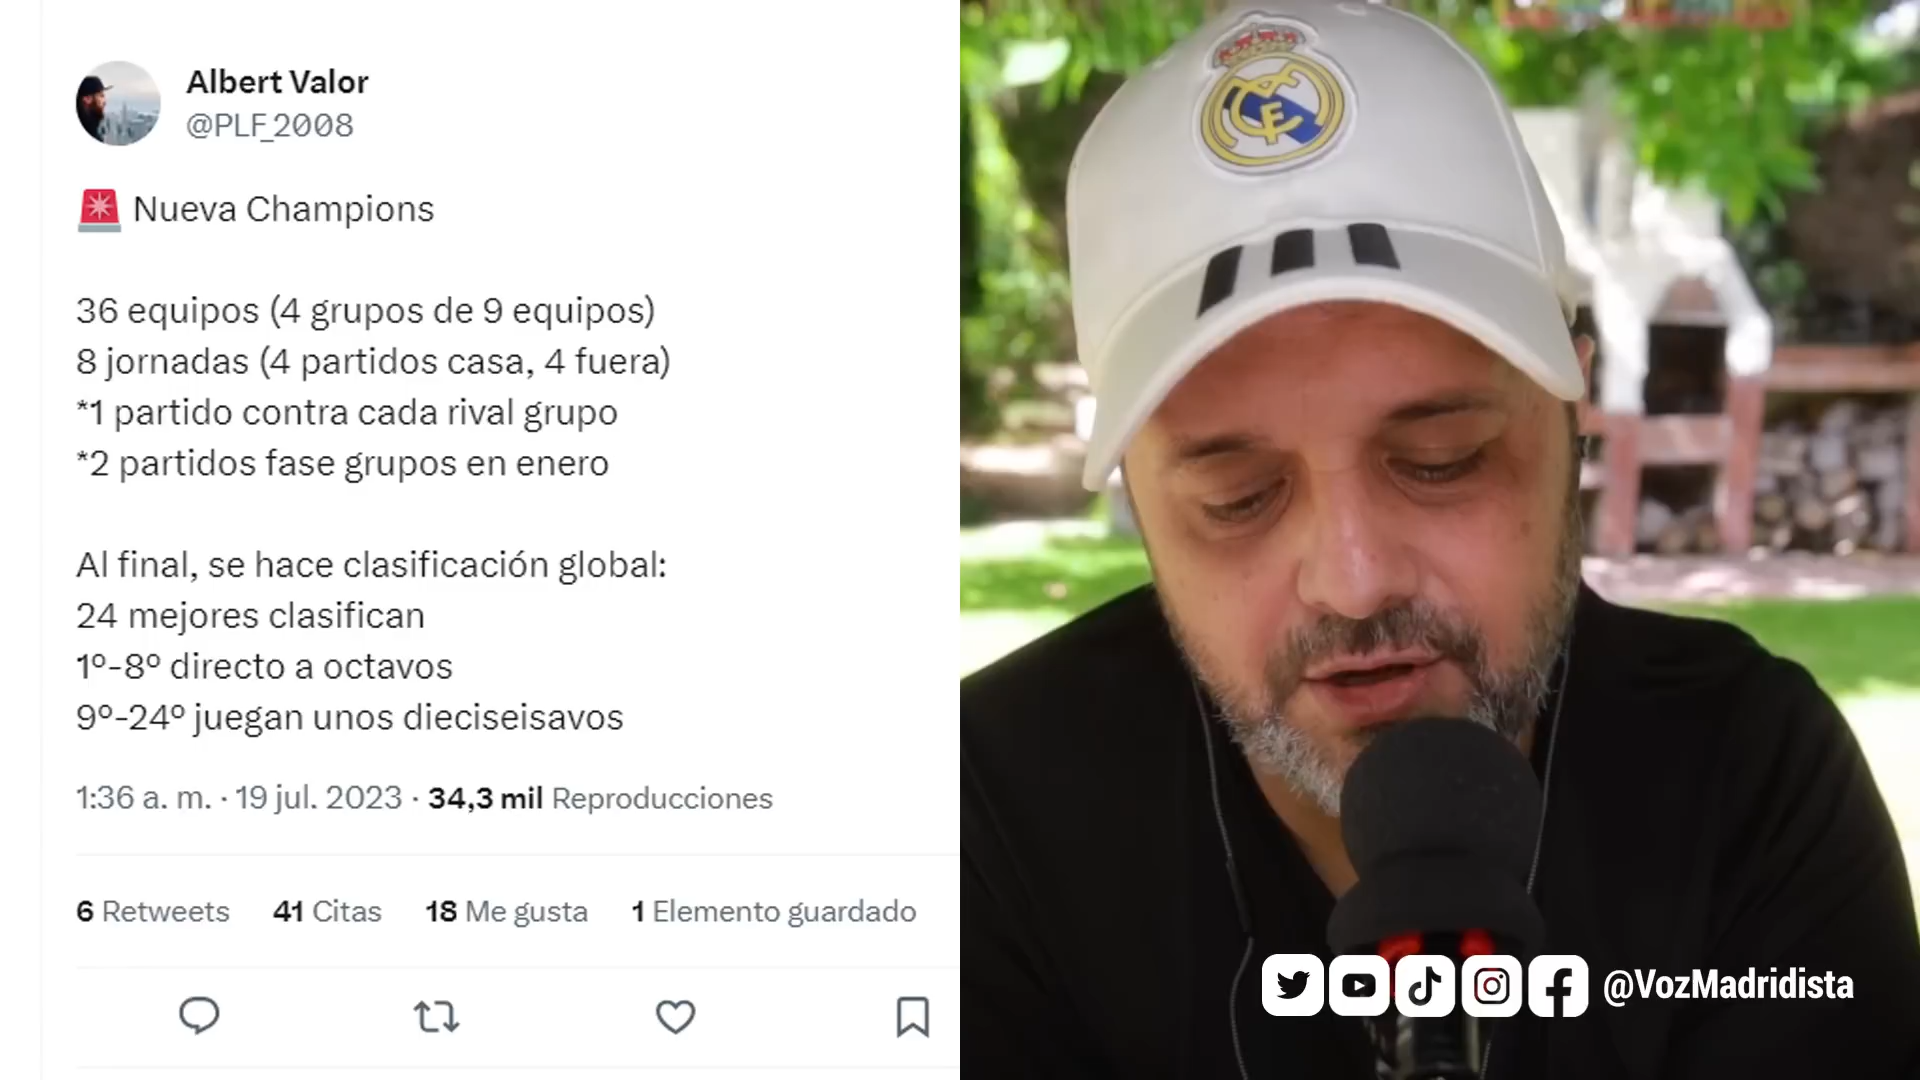 Albert Valor
@PLF_2008
🚨 Nueva Champions
36 equipos (4 grupos de 9 equipos)
8 jornadas (4 partidos casa, 4 fuera)
*1 partido contra cada rival grupo
*2 partidos fase grupos en enero
Al final, se hace clasificación global:
24 mejores clasifican
1º-8º directo a octavos
9º-24º juegan unos dieciseisavos
1:36 a. m. · 19 jul. 2023 · 34,3 mil Reproducciones
6 Retweets 41 Citas 18 Me gusta 1 Elemento guardado
@VozMadridista